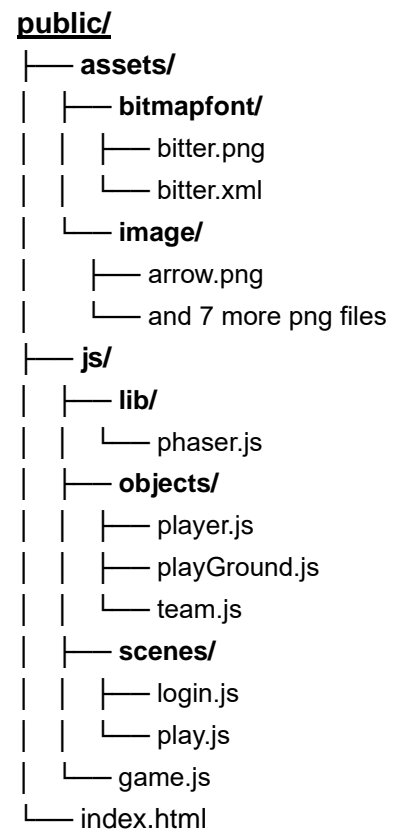 public/
├── assets/
│   ├── bitmapfont/
│   │   ├── bitter.png
│   │   └── bitter.xml
│   └── image/
│       ├── arrow.png
│       └── and 7 more png files
├── js/
│   ├── lib/
│   │   └── phaser.js
│   ├── objects/
│   │   ├── player.js
│   │   ├── playGround.js
│   │   └── team.js
│   ├── scenes/
│   │   ├── login.js
│   │   └── play.js
│   └── game.js
└── index.html